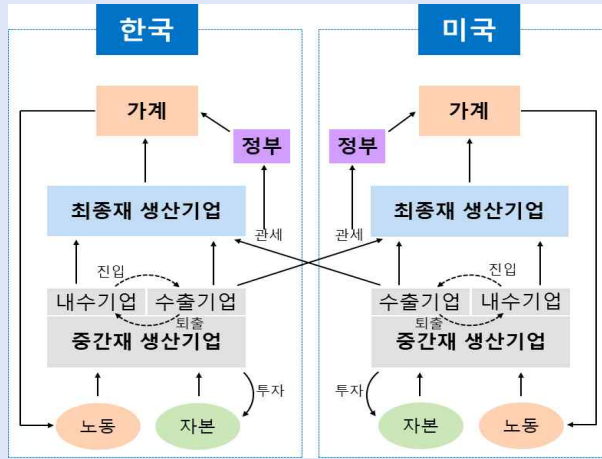 한국
가계
정부
최종재 생산기업
관세
진입
내수기업 수출기업
퇴출
중간재 생산기업
투자
노동 자본
미국
가계
정부
최종재 생산기업
관세
진입
수출기업 내수기업
퇴출
중간재 생산기업
투자
자본 노동